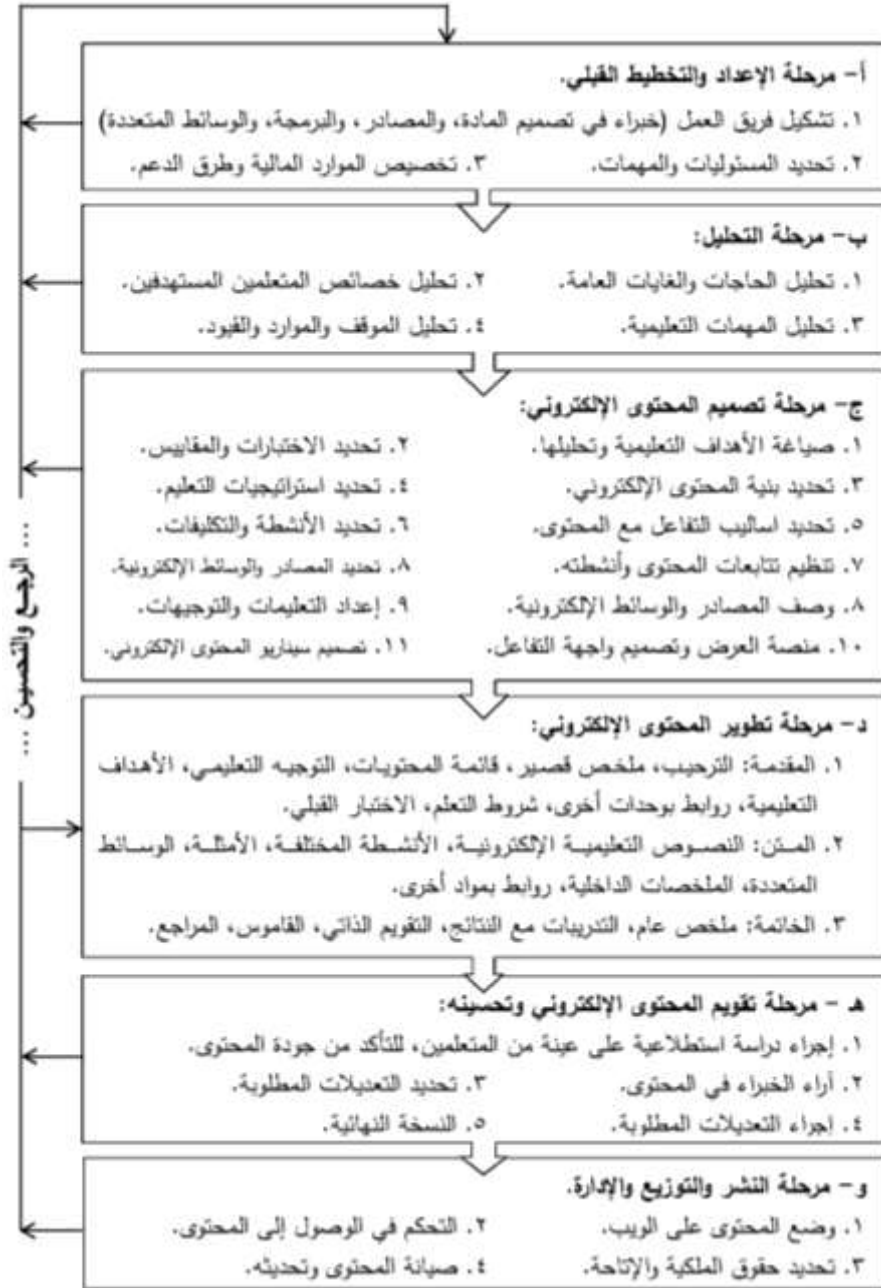 أ- مرحلة الإعداد والتخطيط القبلي.
١. تشكيل فريق العمل (خبراء في تصميم المادة، والمصادر، والبرمجة، والوسائط المتعددة)
٢. تحديد المسئوليات والمهمات. ٣. تخصيص الموارد المالية وطرق الدعم.
ب- مرحلة التحليل:
١. تحليل الحاجات والغايات العامة. ٢. تحليل خصائص المتعلمين المستهدفين.
٣. تحليل المهمات التعليمية. ٤. تحليل الموقف والموارد والقيود.
ج- مرحلة تصميم المحتوى الإلكتروني:
١. صياغة الأهداف التعليمية وتحليلها. ٢. تحديد الاختبارات والمقاييس.
٣. تحديد بنية المحتوى الإلكتروني. ٤. تحديد استراتيجيات التعليم.
٥. تحديد اساليب التفاعل مع المحتوى. ٦. تحديد الأنشطة والتكليفات.
٧. تنظيم تتابعات المحتوى وأنشطته. ٨. تحديد المصادر والوسائط الإلكترونية.
٨. وصف المصادر والوسائط الإلكترونية. ٩. إعداد التعليمات والتوجيهات.
١٠. منصة العرض وتصميم واجهة التفاعل. ١١. تصميم سيناريو المحتوى الإلكتروني.
د- مرحلة تطوير المحتوى الإلكتروني:
١. المقدمة: الترحيب، ملخص قصير، قائمة المحتويات، التوجيه التعليمي، الأهداف
التعليمية، روابط بوحدات أخرى، شروط التعلم، الاختبار القبلي.
٢. المتن: النصوص التعليمية الإلكترونية، الأنشطة المختلفة، الأمثلة، الوسائط
المتعددة، الملخصات الداخلية، روابط بمواد أخرى.
٣. الخاتمة: ملخص عام، التدريبات مع النتائج، التقويم الذاتي، القاموس، المراجع.
هـ - مرحلة تقويم المحتوى الإلكتروني وتحسينه:
١. إجراء دراسة استطلاعية على عينة من المتعلمين، للتأكد من جودة المحتوى.
٢. آراء الخبراء في المحتوى. ٣. تحديد التعديلات المطلوبة.
٤. إجراء التعديلات المطلوبة. ٥. النسخة النهائية.
و- مرحلة النشر والتوزيع والإدارة.
١. وضع المحتوى على الويب. ٢. التحكم في الوصول إلى المحتوى.
٣. تحديد حقوق الملكية والإتاحة. ٤. صيانة المحتوى وتحديثه.
... الرجع والتحسين ...